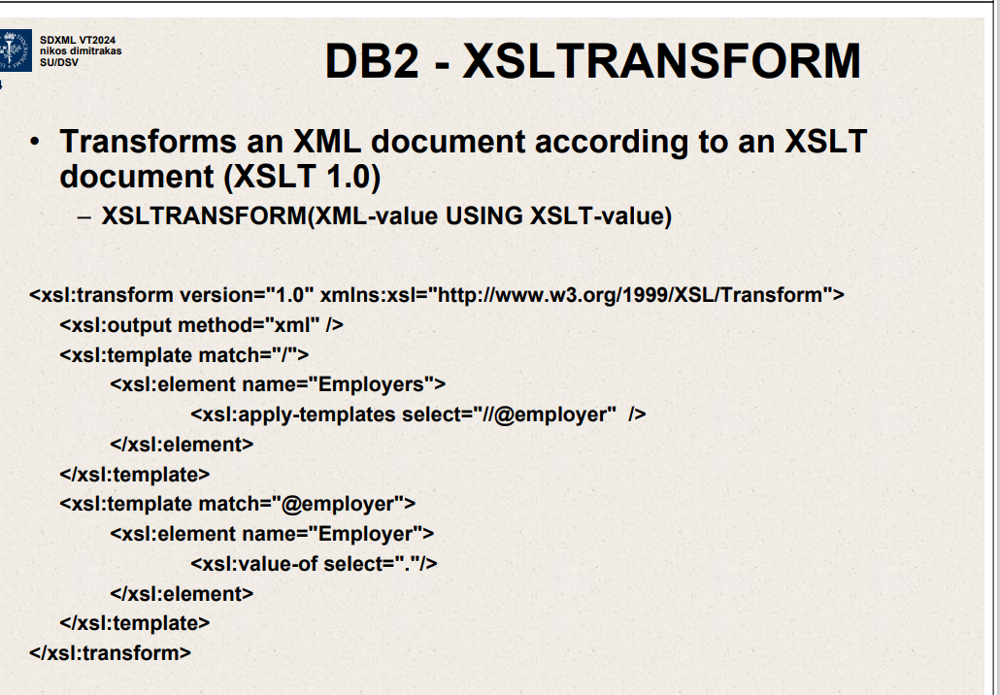 SDXML VT2024
nikos dimitrakas
SU/DSV
DB2 - XSLTRANSFORM
• Transforms an XML document according to an XSLT
document (XSLT 1.0)
– XSLTRANSFORM(XML-value USING XSLT-value)
<xsl:transform version="1.0" xmlns:xsl="http://www.w3.org/1999/XSL/Transform">
<xsl:output method="xml" />
<xsl:template match="/">
<xsl:element name="Employers">
<xsl:apply-templates select="//@employer" />
</xsl:element>
</xsl:template>
<xsl:template match="@employer">
<xsl:element name="Employer">
<xsl:value-of select="."/>
</xsl:element>
</xsl:template>
</xsl:transform>